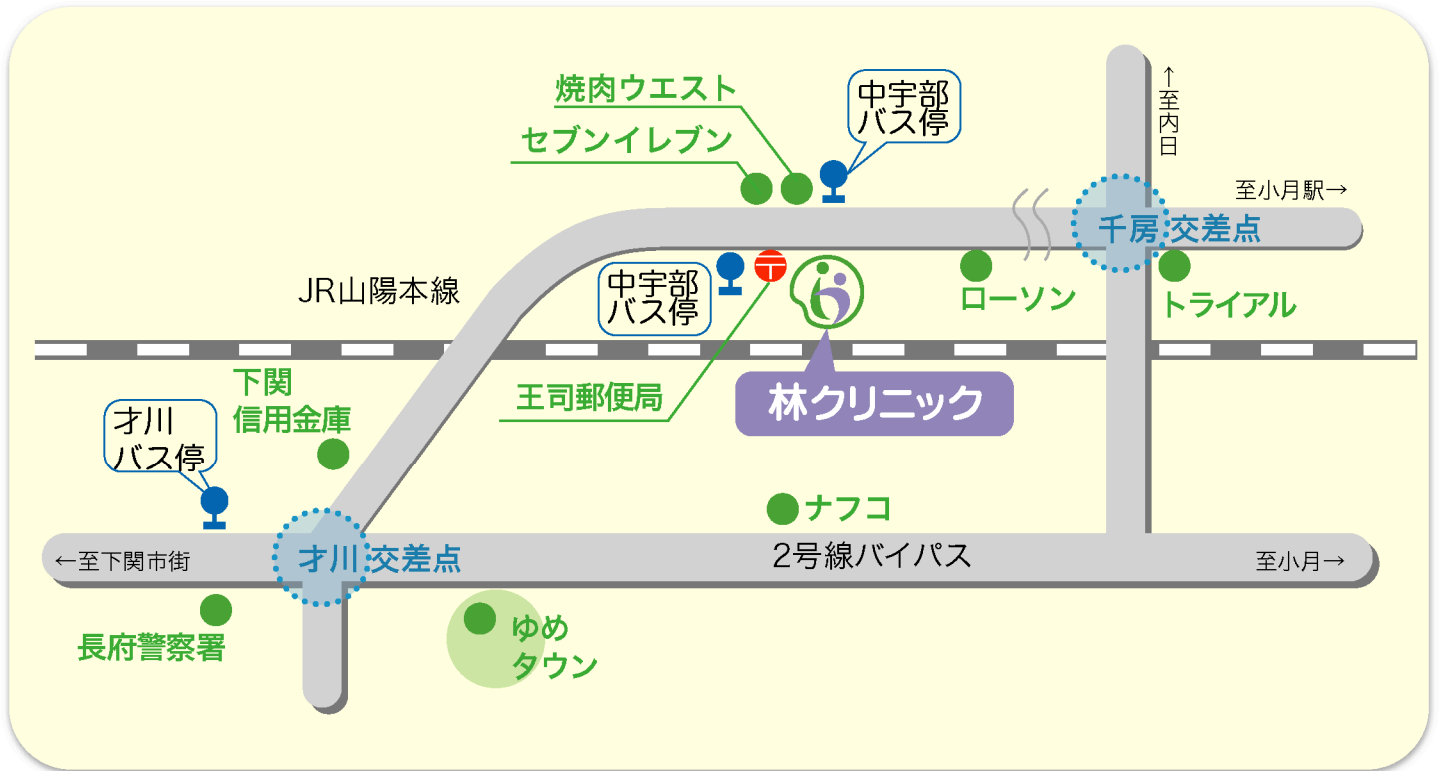 焼肉ウエスト
セブンイレブン
中宇部
バス停
↑至内日
至小月駅→
千房 交差点
JR山陽本線
中宇部
バス停
ローソン
トライアル
王司郵便局
林クリニック
下関
信用金庫
才川
バス停
ナフコ
←至下関市街
才川 交差点
2号線バイパス
至小月→
長府警察署
ゆめ
タウン